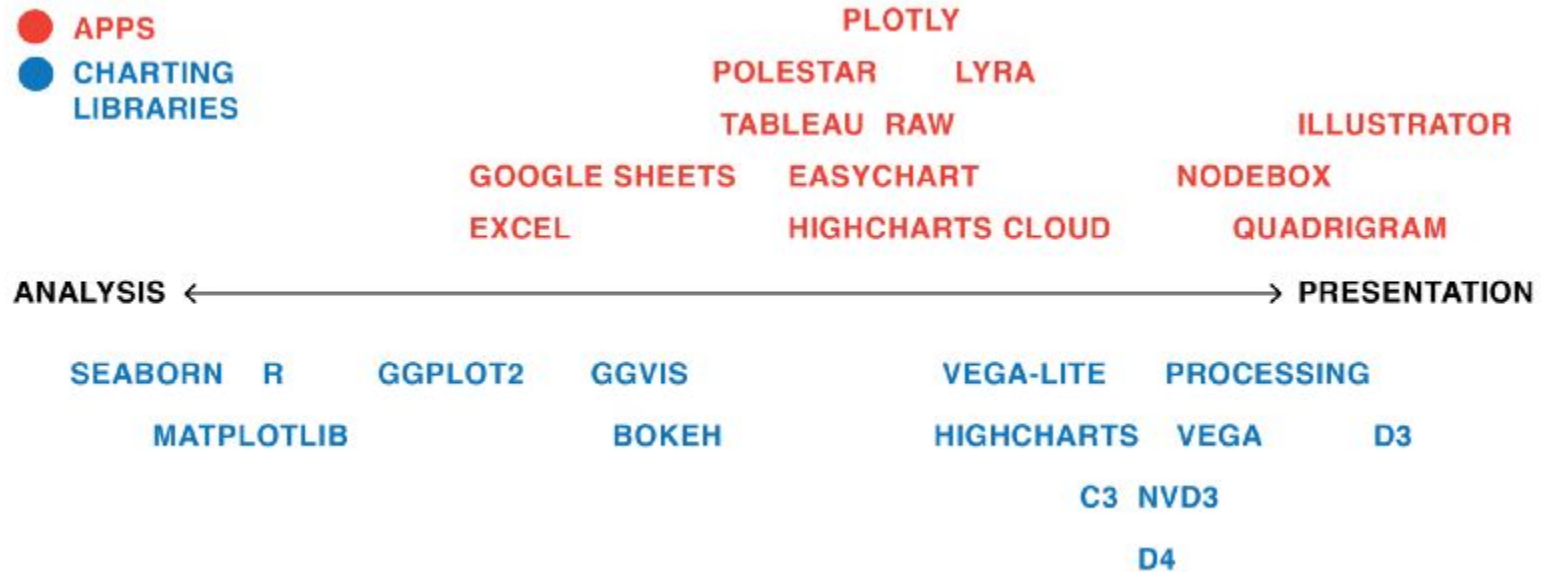 APPS
CHARTING
LIBRARIES
PLOTLY
POLESTAR LYRA
TABLEAU RAW ILLUSTRATOR
GOOGLE SHEETS EASYCHART NODEBOX
EXCEL HIGHCHARTS CLOUD QUADRIGRAM
ANALYSIS PRESENTATION
SEABORN R GGPLOT2 GGVIS VEGA-LITE PROCESSING
MATPLOTLIB BOKEH HIGHCHARTS VEGA D3
C3 NVD3
D4